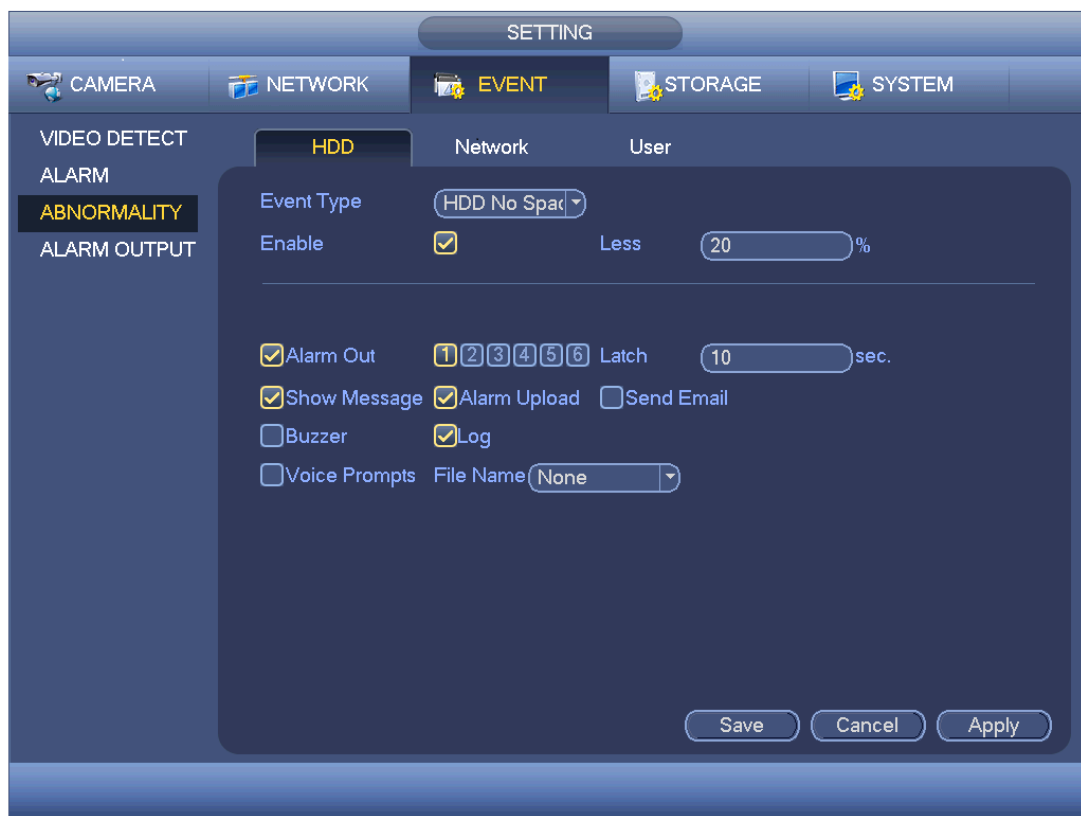 SETTING
CAMERA NETWORK EVENT STORAGE SYSTEM
VIDEO DETECT
ALARM
ABNORMALITY
ALARM OUTPUT
HDD Network User
Event Type HDD No Spac
Enable Less 20 %
Alarm Out 1 2 3 4 5 6 Latch 10 sec.
Show Message Alarm Upload Send Email
Buzzer Log
Voice Prompts File Name None
Save Cancel Apply